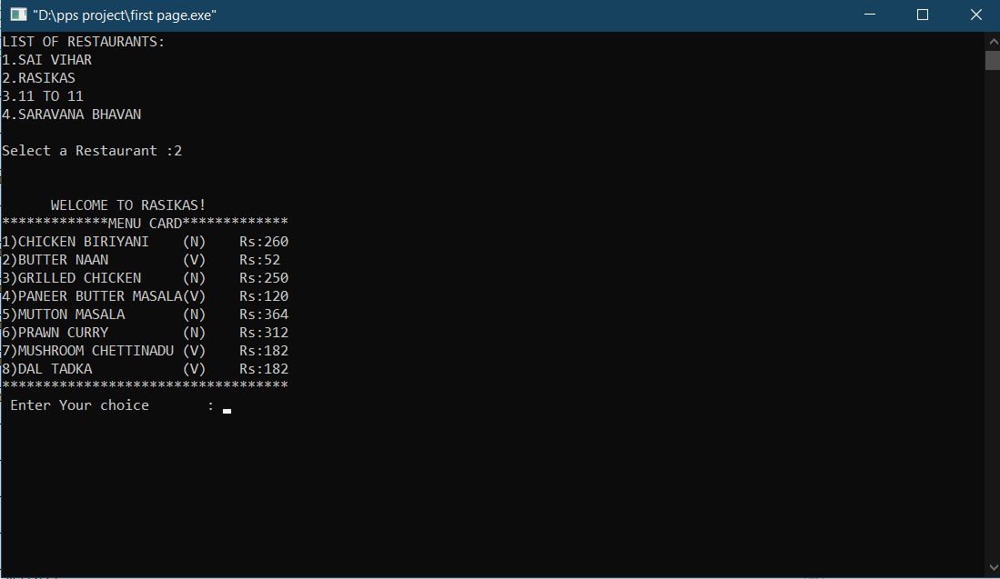 "D:\pps project\first page.exe"
LIST OF RESTAURANTS:
1.SAI VIHAR
2.RASIKAS
3.11 TO 11
4.SARAVANA BHAVAN
Select a Restaurant :2
WELCOME TO RASIKAS!
*************MENU CARD*************
1)CHICKEN BIRIYANI    (N)    Rs:260
2)BUTTER NAAN         (V)    Rs:52
3)GRILLED CHICKEN     (N)    Rs:250
4)PANEER BUTTER MASALA(V)    Rs:120
5)MUTTON MASALA       (N)    Rs:364
6)PRAWN CURRY         (N)    Rs:312
7)MUSHROOM CHETTINADU (V)    Rs:182
8)DAL TADKA           (V)    Rs:182
***********************************
Enter Your choice       :